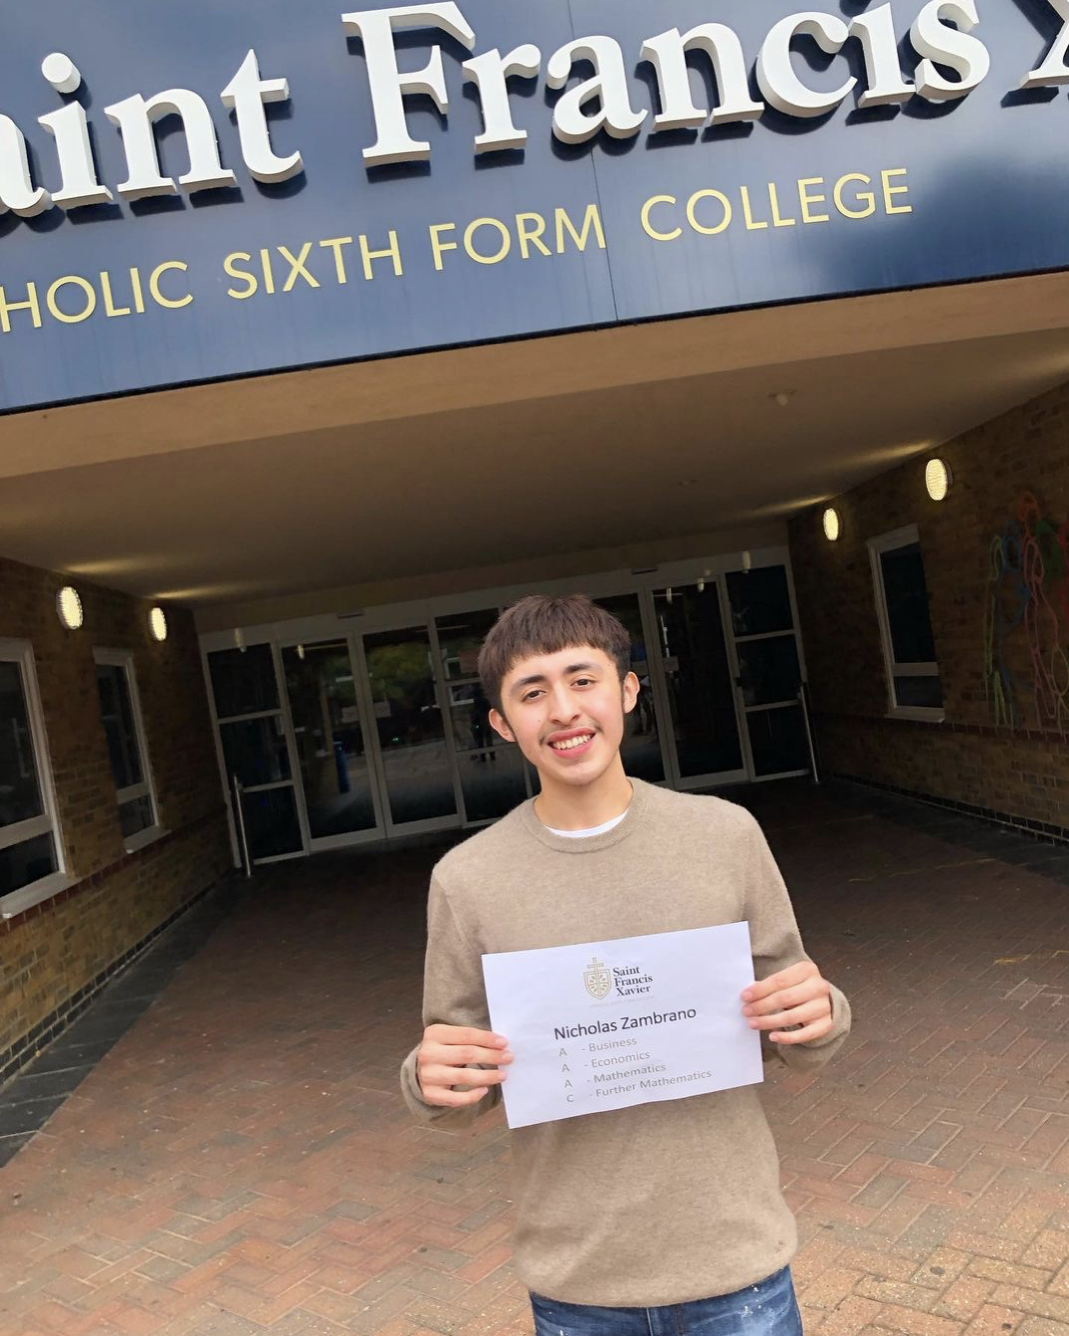 aint Francis X
HOLIC SIXTH FORM COLLEGE
Saint
Francis
Xavier
Nicholas Zambrano
A - Business
A - Economics
A - Mathematics
C - Further Mathematics